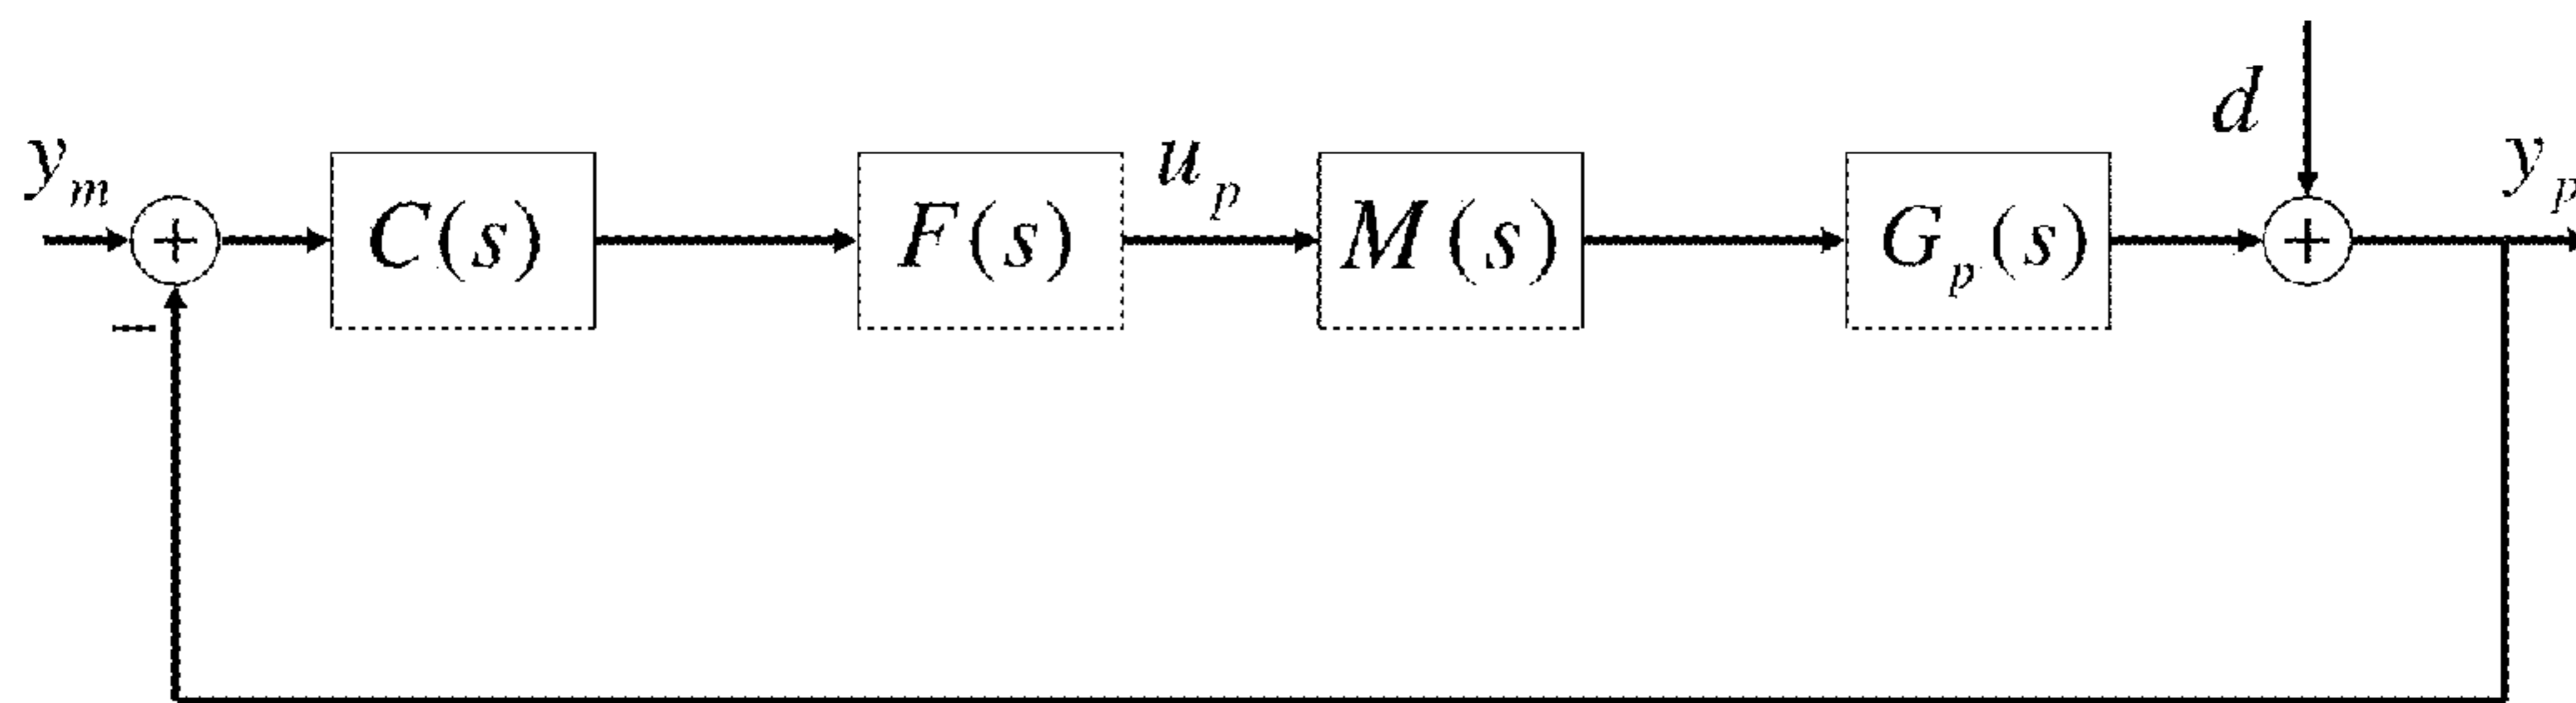 d
y_m
C(s)
F(s)
u_p
M(s)
G_p(s)
y_p
+
+
−